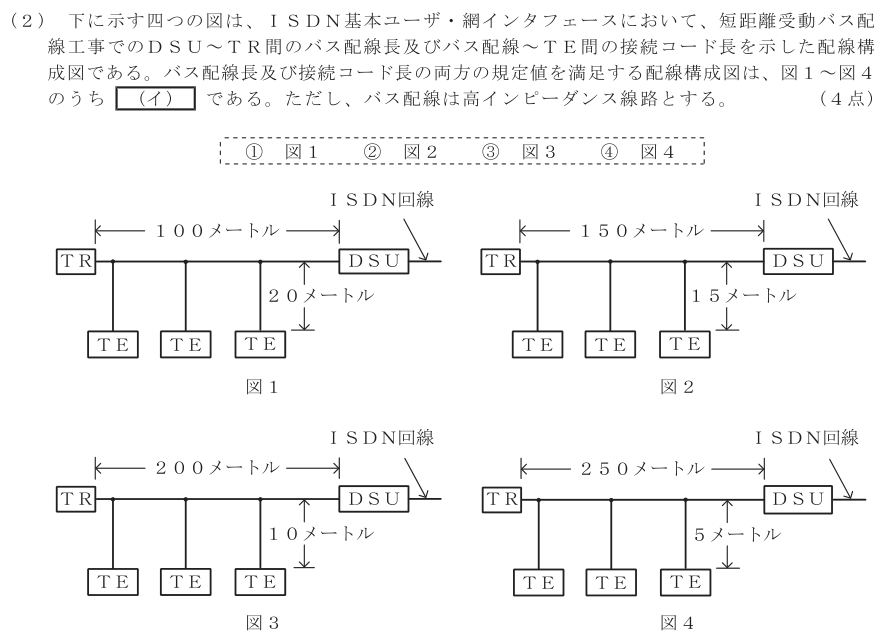 (２) 下に示す四つの図は、ＩＳＤＮ基本ユーザ・網インタフェースにおいて、短距離受動バス配
線工事でのＤＳＵ～ＴＲ間のバス配線長及びバス配線～ＴＥ間の接続コード長を示した配線構
成図である。バス配線長及び接続コード長の両方の規定値を満足する配線構成図は、図１～図４
のうち (イ) である。ただし、バス配線は高インピーダンス線路とする。 (４点)
① 図１ ② 図２ ③ 図３ ④ 図４
ＩＳＤＮ回線
１００メートル
ＴＲ
ＤＳＵ
２０メートル
ＴＥ ＴＥ ＴＥ
図１
ＩＳＤＮ回線
１５０メートル
ＴＲ
ＤＳＵ
１５メートル
ＴＥ ＴＥ ＴＥ
図２
ＩＳＤＮ回線
２００メートル
ＴＲ
ＤＳＵ
１０メートル
ＴＥ ＴＥ ＴＥ
図３
ＩＳＤＮ回線
２５０メートル
ＴＲ
ＤＳＵ
５メートル
ＴＥ ＴＥ ＴＥ
図４